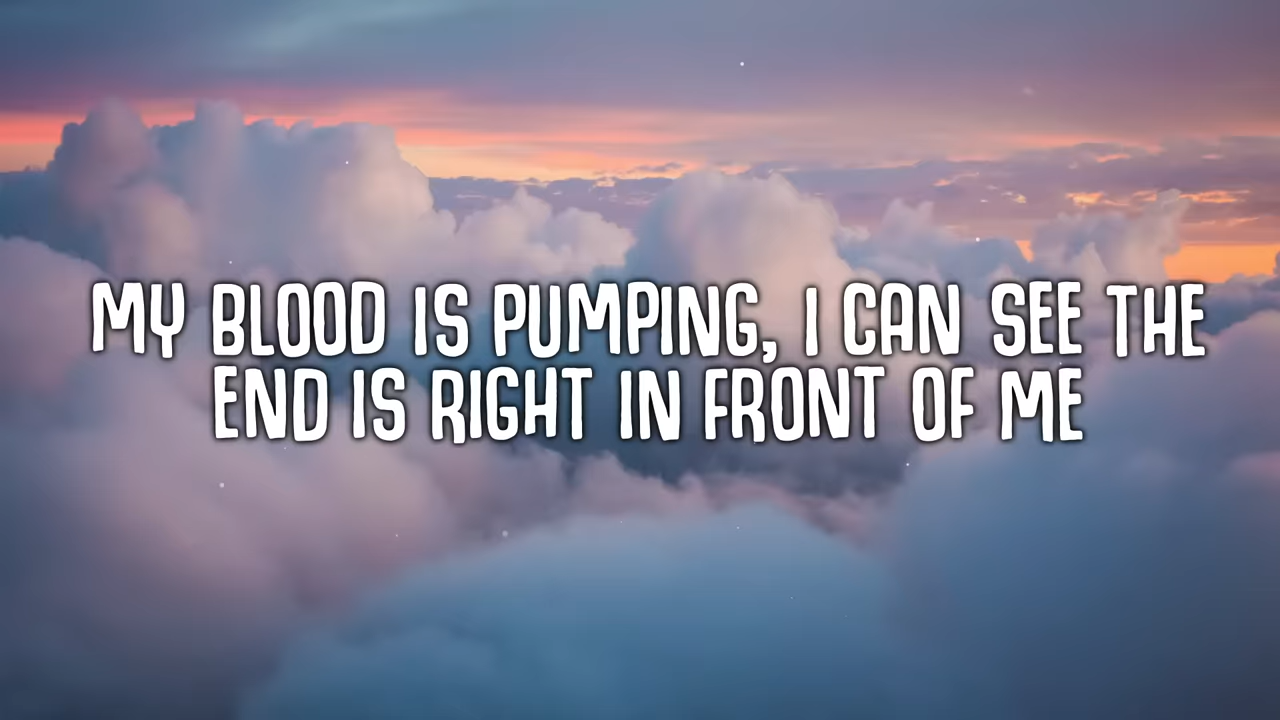 MY BLOOD IS PUMPING, I CAN SEE THE
END IS RIGHT IN FRONT OF ME